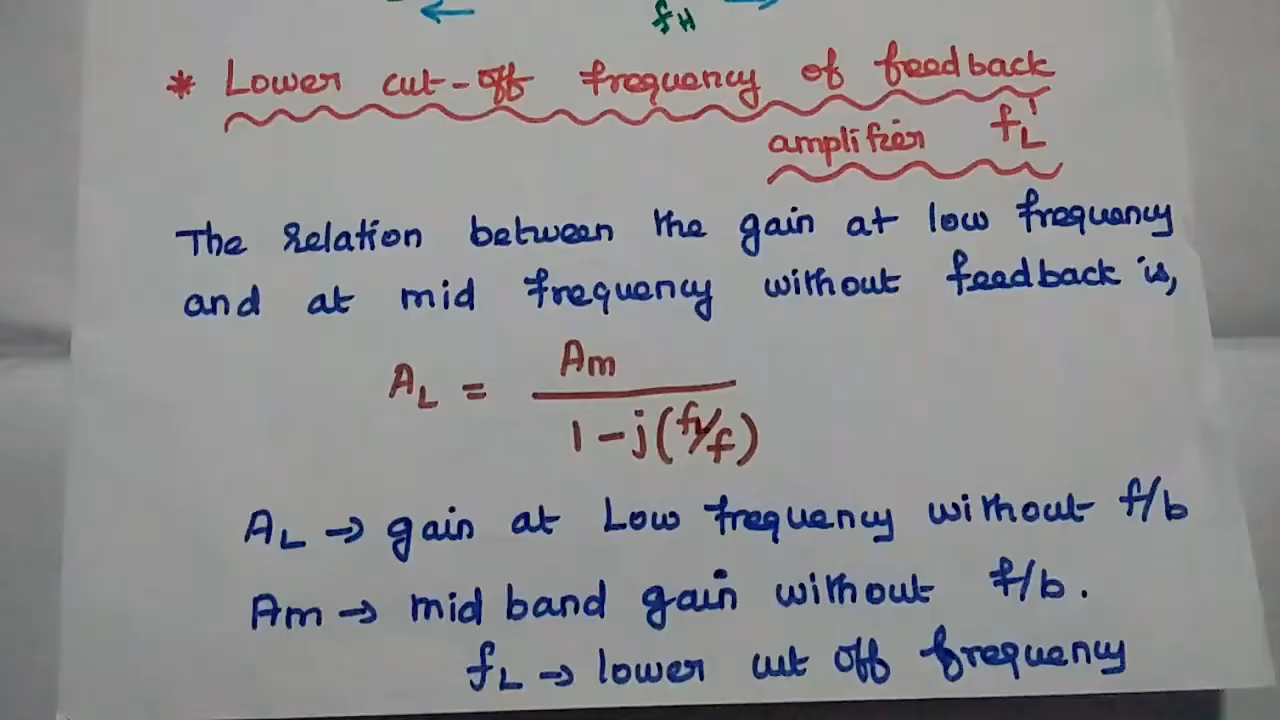 fH
* Lower cut-off frequency of feedback
amplifier fL'
The relation between the gain at low frequency
and at mid frequency without feedback is,
AL = Am / 1-j(fL/f)
AL → gain at Low frequency without f/b
Am → mid band gain without f/b.
fL → lower cut off frequency